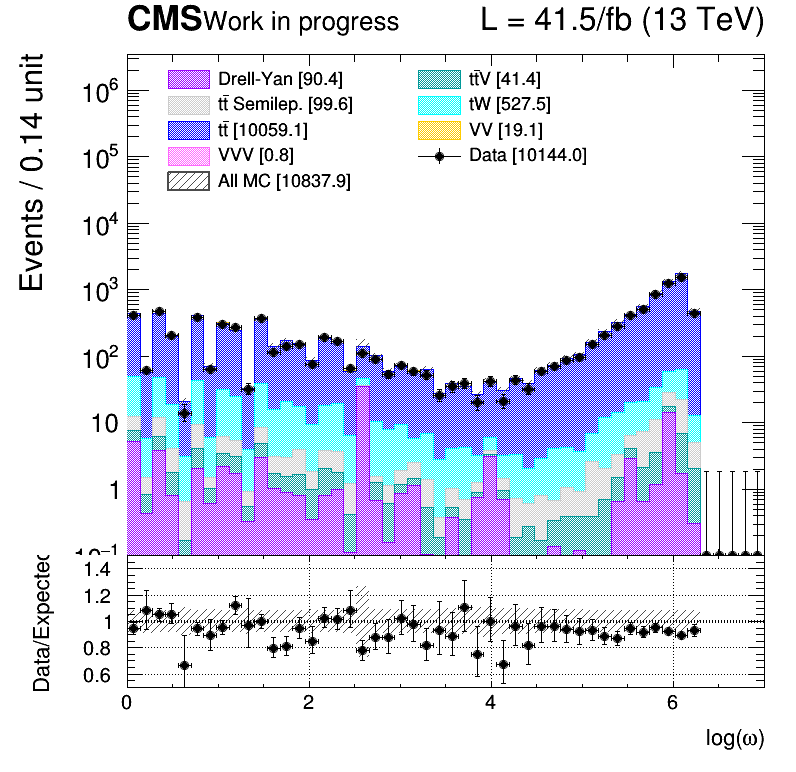 CMS Work in progress L = 41.5/fb (13 TeV)
Events / 0.14 unit
Drell-Yan [90.4]
tt̄ Semilep. [99.6]
tt̄ [10059.1]
VVV [0.8]
All MC [10837.9]
tt̄V [41.4]
tW [527.5]
VV [19.1]
Data [10144.0]
10⁶
10⁵
10⁴
10³
10²
10
1
10⁻¹
Data/Expected
1.4
1.2
1
0.8
0.6
0 2 4 6
log(ω)